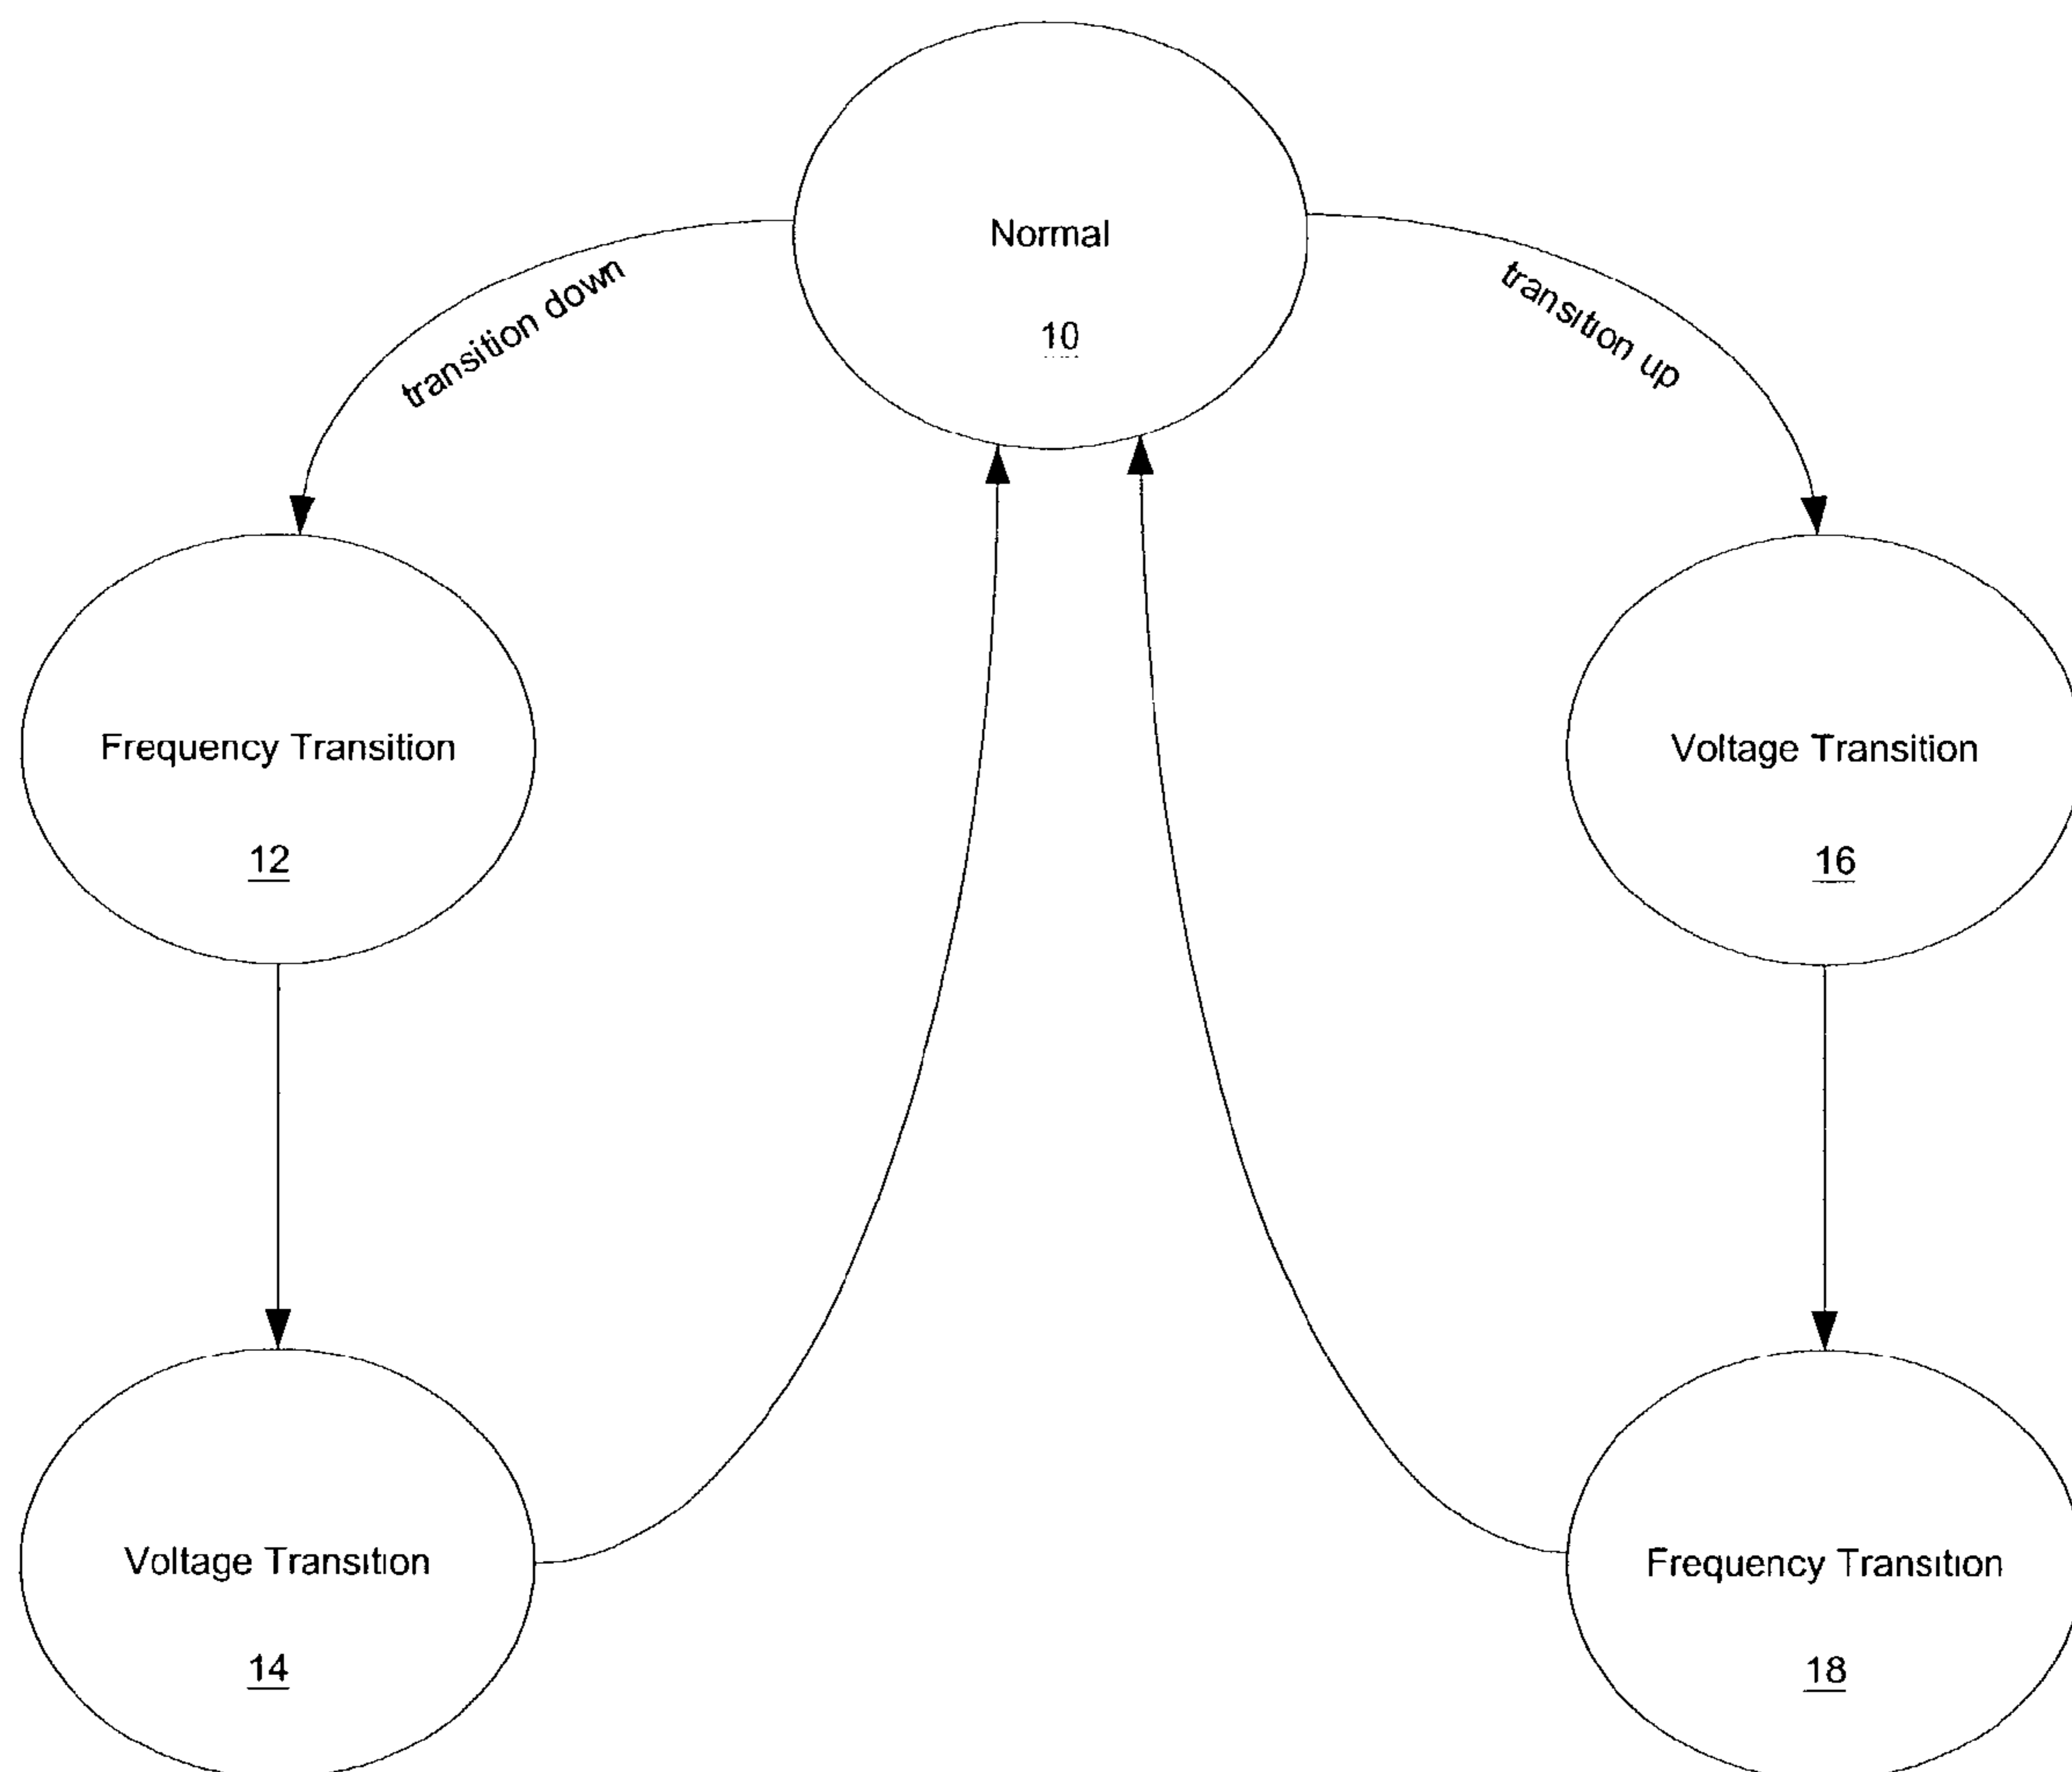 Normal
10
transition down
transition up
Frequency Transition
12
Voltage Transition
16
Voltage Transition
14
Frequency Transition
18